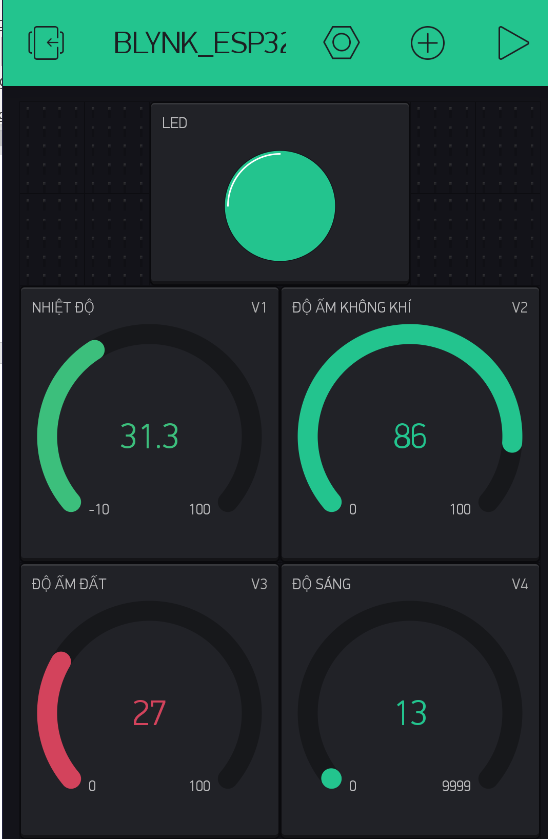 BLYNK_ESP32
LED
NHIỆT ĐỘ V1
31.3
-10 100
ĐỘ ẨM KHÔNG KHÍ V2
86
0 100
ĐỘ ẨM ĐẤT V3
27
0 100
ĐỘ SÁNG V4
13
0 9999